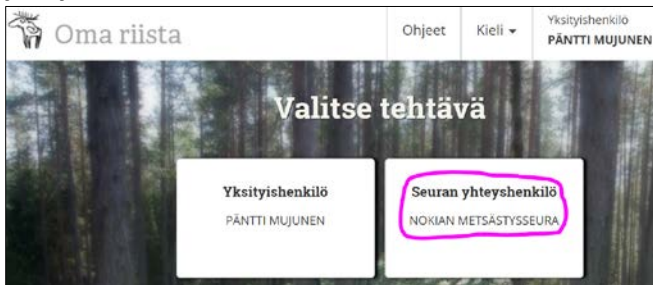 Oma riista
Ohjeet
Kieli
Yksityishenkilö
PÄNTTI MUJUNEN
Valitse tehtävä
Yksityishenkilö
PÄNTTI MUJUNEN
Seuran yhteyshenkilö
NOKIAN METSÄSTYSSEURA